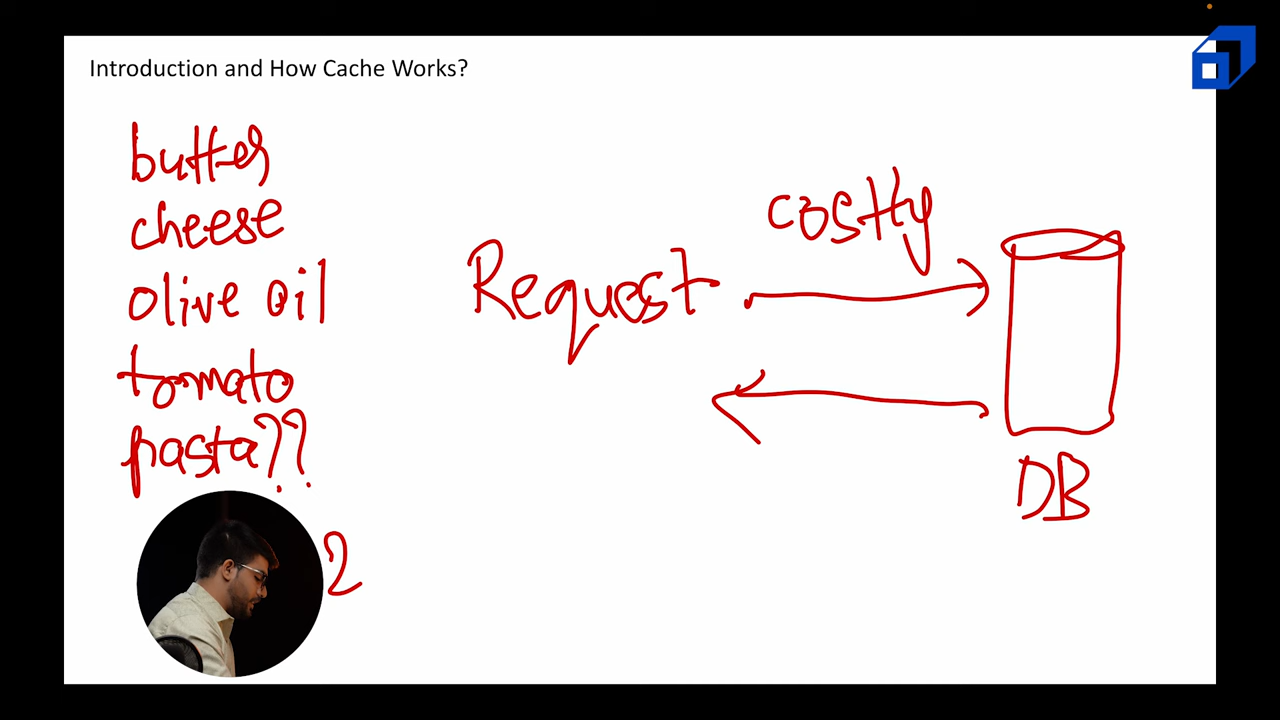 Introduction and How Cache Works?
butter
cheese
olive oil
tomato
pasta??
2
costly
Request
DB